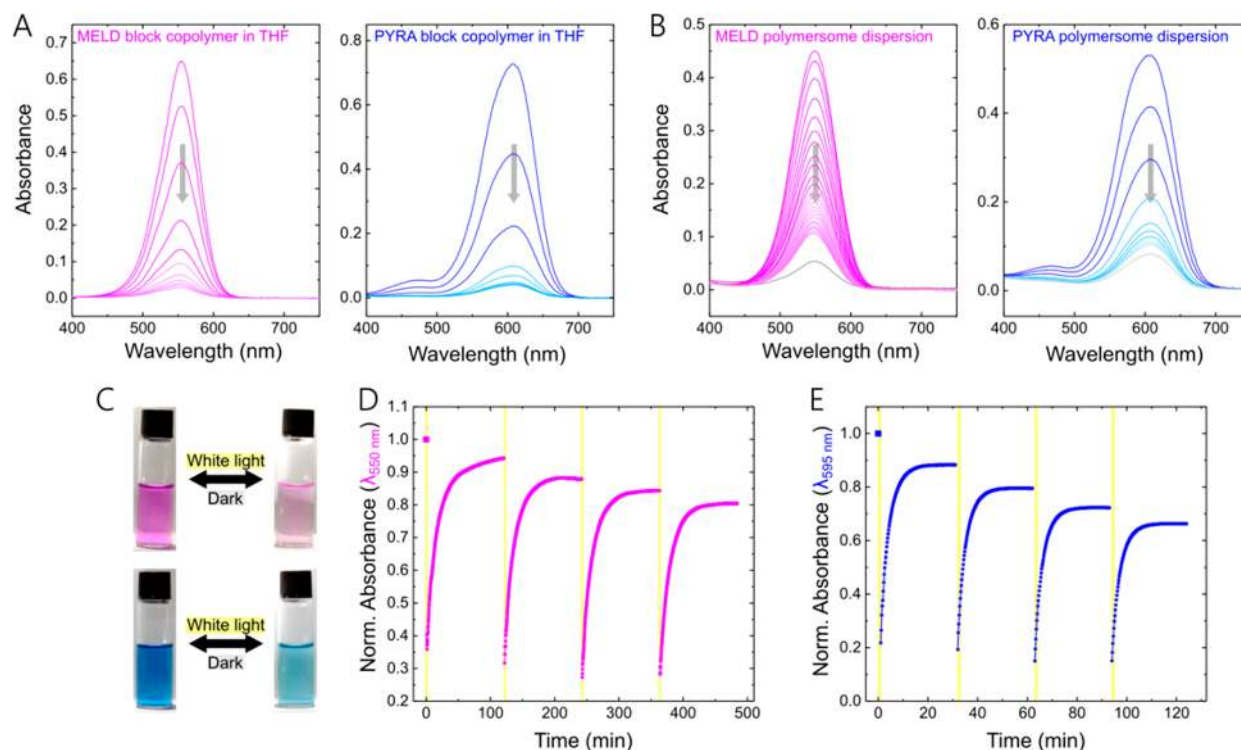 A
MELD block copolymer in THF
Absorbance
0.7
0.6
0.5
0.4
0.3
0.2
0.1
0.0
400 500 600 700
Wavelength (nm)
PYRA block copolymer in THF
0.8
0.6
0.4
0.2
0.0
400 500 600 700
Wavelength (nm)
B
MELD polymersome dispersion
Absorbance
0.5
0.4
0.3
0.2
0.1
0.0
400 500 600 700
Wavelength (nm)
PYRA polymersome dispersion
0.6
0.4
0.2
0.0
400 500 600 700
Wavelength (nm)
C
White light
Dark
White light
Dark
D
Norm. Absorbance (λ550 nm)
1.1
1.0
0.9
0.8
0.7
0.6
0.5
0.4
0.3
0.2
0 100 200 300 400 500
Time (min)
E
Norm. Absorbance (λ595 nm)
1.0
0.8
0.6
0.4
0.2
0.0
0 20 40 60 80 100 120
Time (min)